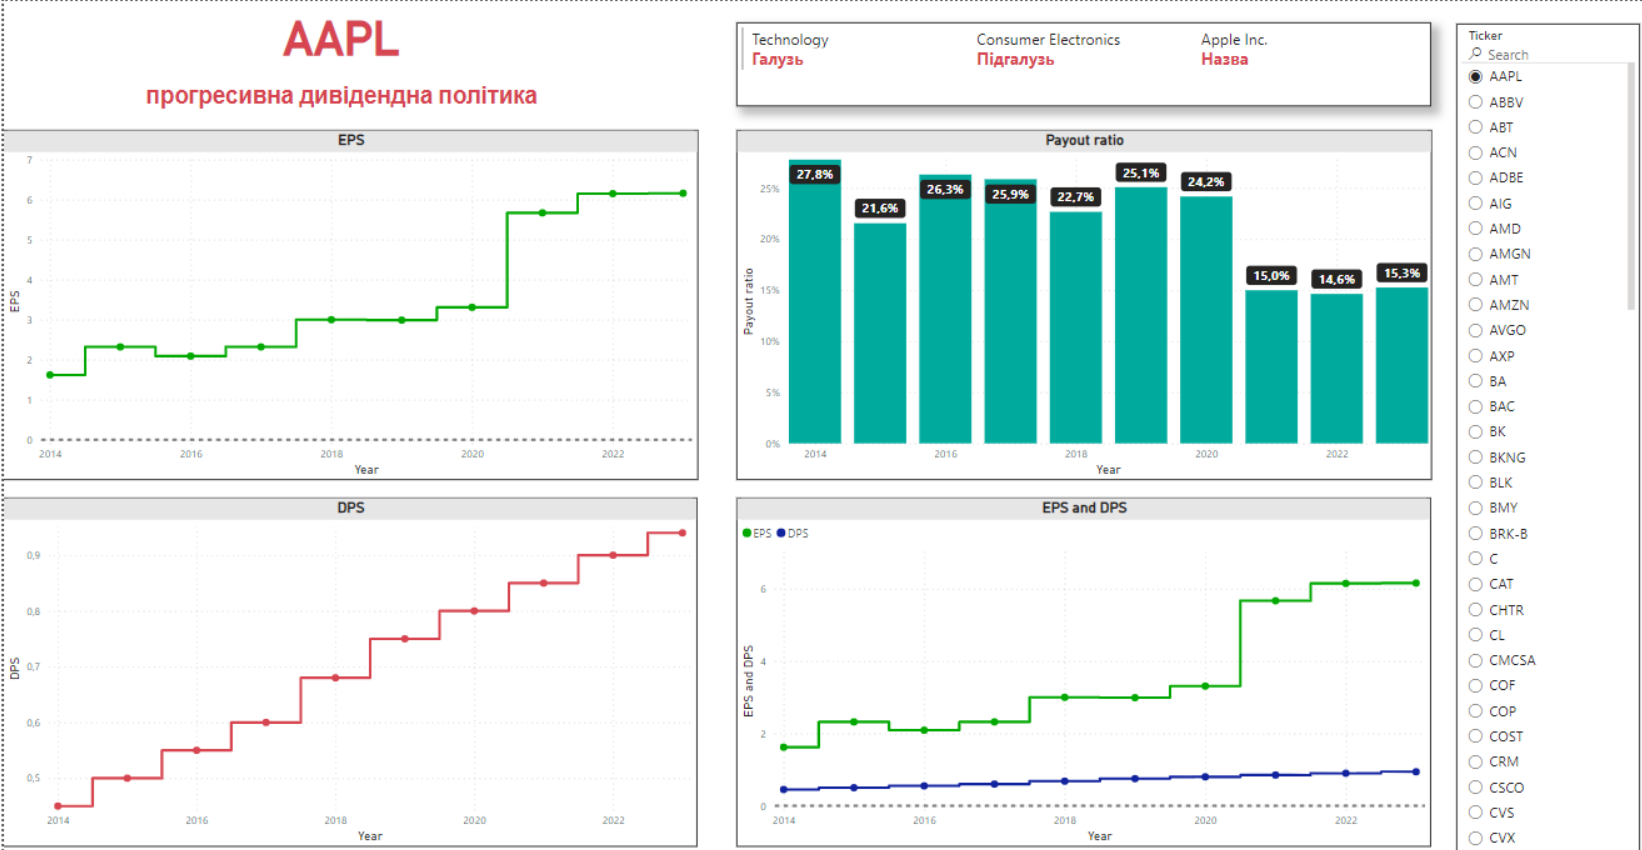 AAPL
прогресивна дивідендна політика
Technology
Галузь
Consumer Electronics
Підгалузь
Apple Inc.
Назва
EPS
7
6
5
4
3
2
1
0
EPS
2014 2016 2018 2020 2022
Year
Payout ratio
25%
20%
15%
10%
5%
0%
Payout ratio
27,8%
21,6%
26,3%
25,9%
22,7%
25,1%
24,2%
15,0%
14,6%
15,3%
2014 2016 2018 2020 2022
Year
DPS
0,9
0,8
0,7
0,6
0,5
DPS
2014 2016 2018 2020 2022
Year
EPS and DPS
EPS DPS
6
4
2
0
EPS and DPS
2014 2016 2018 2020 2022
Year
Ticker
Search
AAPL
ABBV
ABT
ACN
ADBE
AIG
AMD
AMGN
AMT
AMZN
AVGO
AXP
BA
BAC
BK
BKNG
BLK
BMY
BRK-B
C
CAT
CHTR
CL
CMCSA
COF
COP
COST
CRM
CSCO
CVS
CVX